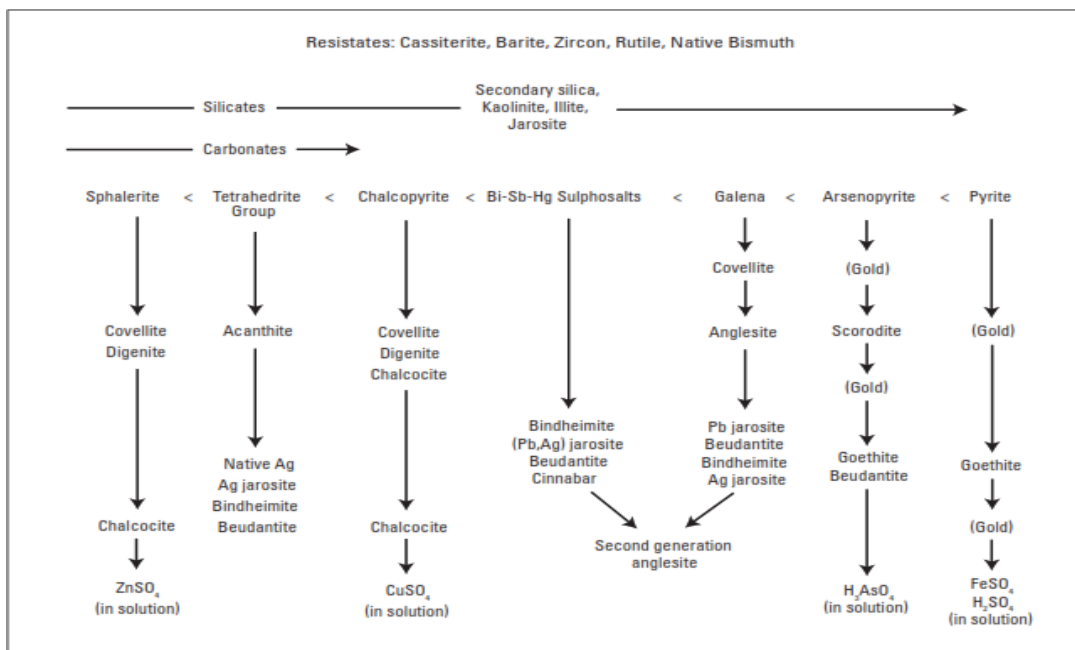 Resistates: Cassiterite, Barite, Zircon, Rutile, Native Bismuth
Silicates
Secondary silica,
Kaolinite, Illite,
Jarosite
Carbonates
Sphalerite < Tetrahedrite Group < Chalcopyrite < Bi-Sb-Hg Sulphosalts < Galena < Arsenopyrite < Pyrite
Covellite
Digenite
Chalcocite
ZnSO₄
(in solution)
Acanthite
Native Ag
Ag jarosite
Bindheimite
Beudantite
Covellite
Digenite
Chalcocite
Chalcocite
CuSO₄
(in solution)
Bindheimite
(Pb,Ag) jarosite
Beudantite
Cinnabar
Covellite
Anglesite
Pb jarosite
Beudantite
Bindheimite
Ag jarosite
Second generation
anglesite
(Gold)
Scorodite
(Gold)
Goethite
Beudantite
H₃AsO₄
(in solution)
(Gold)
Goethite
(Gold)
FeSO₄
H₂SO₄
(in solution)